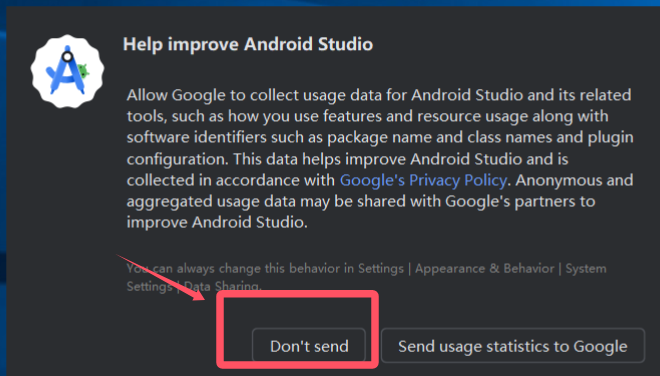 Help improve Android Studio
Allow Google to collect usage data for Android Studio and its related
tools, such as how you use features and resource usage along with
software identifiers such as package name and class names and plugin
configuration. This data helps improve Android Studio and is
collected in accordance with Google's Privacy Policy. Anonymous and
aggregated usage data may be shared with Google's partners to
improve Android Studio.
You can always change this behavior in Settings | Appearance & Behavior | System
Settings | Data Sharing.
Don't send
Send usage statistics to Google